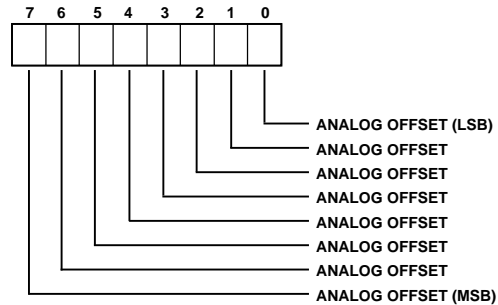 7 6 5 4 3 2 1 0
ANALOG OFFSET (LSB)
ANALOG OFFSET
ANALOG OFFSET
ANALOG OFFSET
ANALOG OFFSET
ANALOG OFFSET
ANALOG OFFSET
ANALOG OFFSET (MSB)